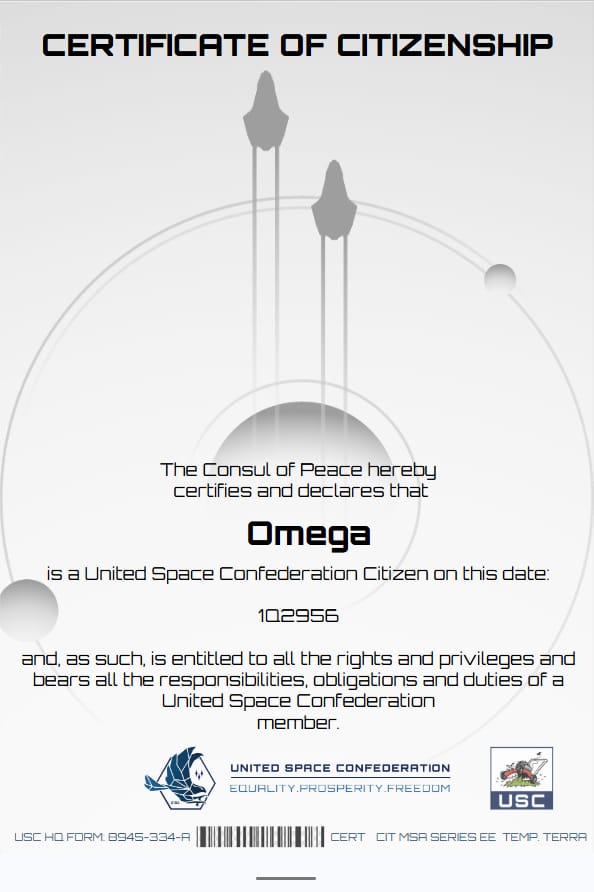 CERTIFICATE OF CITIZENSHIP
The Consul of Peace hereby
certifies and declares that
Omega
is a United Space Confederation Citizen on this date:
1Q2956
and, as such, is entitled to all the rights and privileges and
bears all the responsibilities, obligations and duties of a
United Space Confederation
member.
UNITED SPACE CONFEDERATION
EQUALITY.PROSPERITY.FREEDOM
USC
USC HQ FORM: 8945-334-A CERT CIT MSA SERIES EE TEMP. TERRA